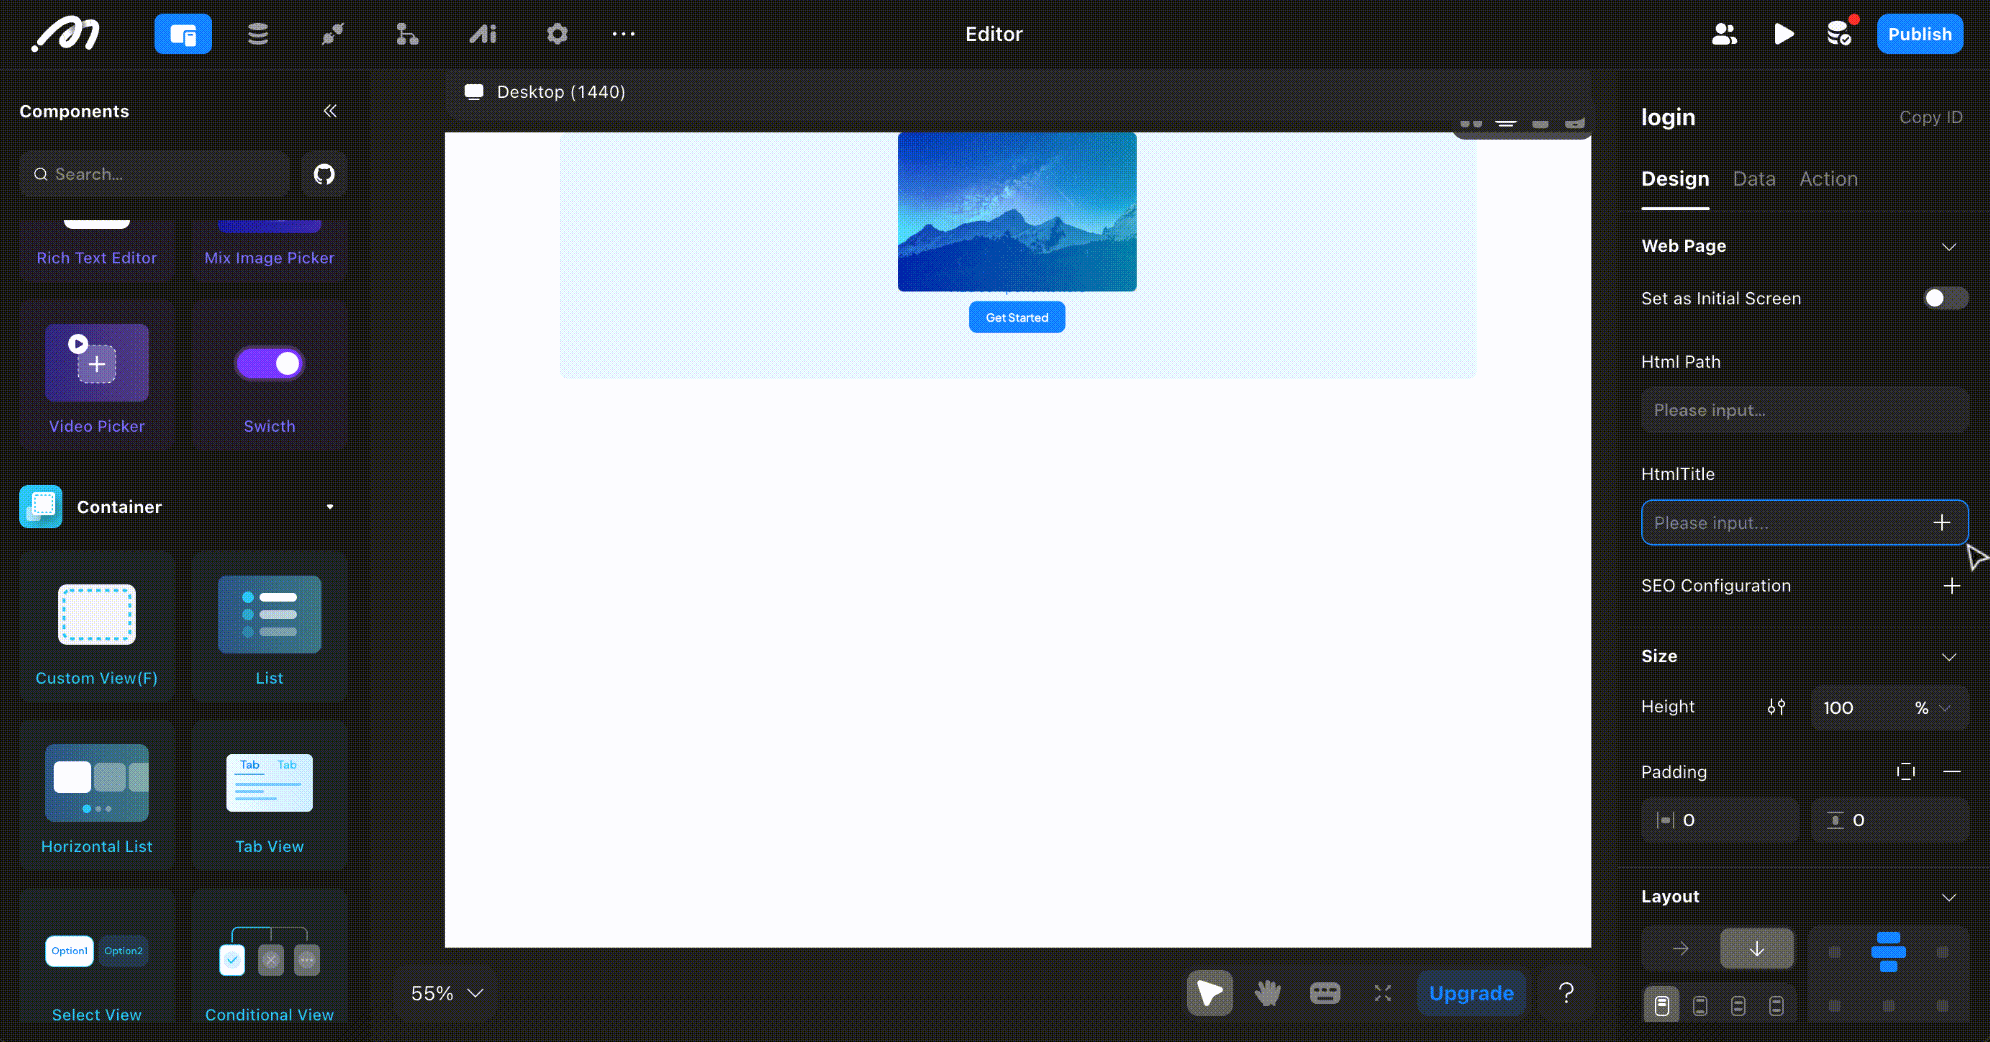 Editor
Publish
Components
Search...
Rich Text Editor
Mix Image Picker
Video Picker
Swicth
Container
Custom View(F)
List
Tab
Tab
Horizontal List
Tab View
Option1
Option2
Select View
Conditional View
Desktop (1440)
Get Started
55%
Upgrade
?
login
Copy ID
Design
Data
Action
Web Page
Set as Initial Screen
Html Path
Please input...
HtmlTitle
Please input...
SEO Configuration
Size
Height
100
%
Padding
0
0
Layout